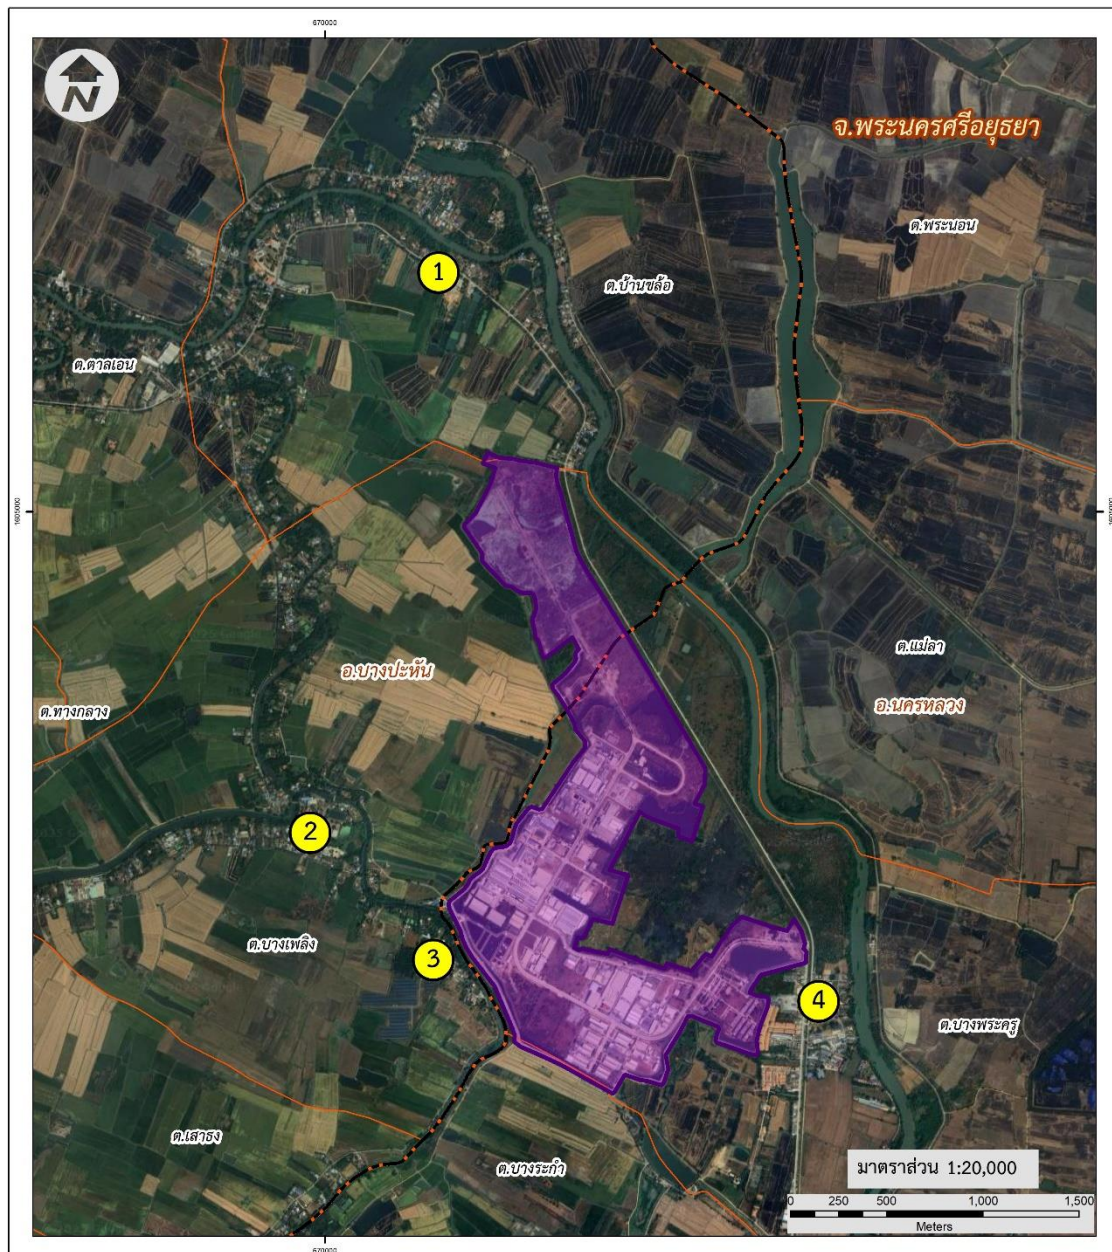 670000
N
จ.พระนครศรีอยุธยา
ต.พระนอน
1
ต.บ้านขล้อ
ต.ตาลเอน
1605000
1605000
ต.แม่ลา
อ.บางปะหัน
อ.นครหลวง
ต.ทางกลาง
2
ต.บางเพลิง
3
4
ต.บางพระครู
ต.เสาธง
ต.บางระกำ
มาตราส่วน 1:20,000
0 250 500 1,000 1,500
Meters
670000